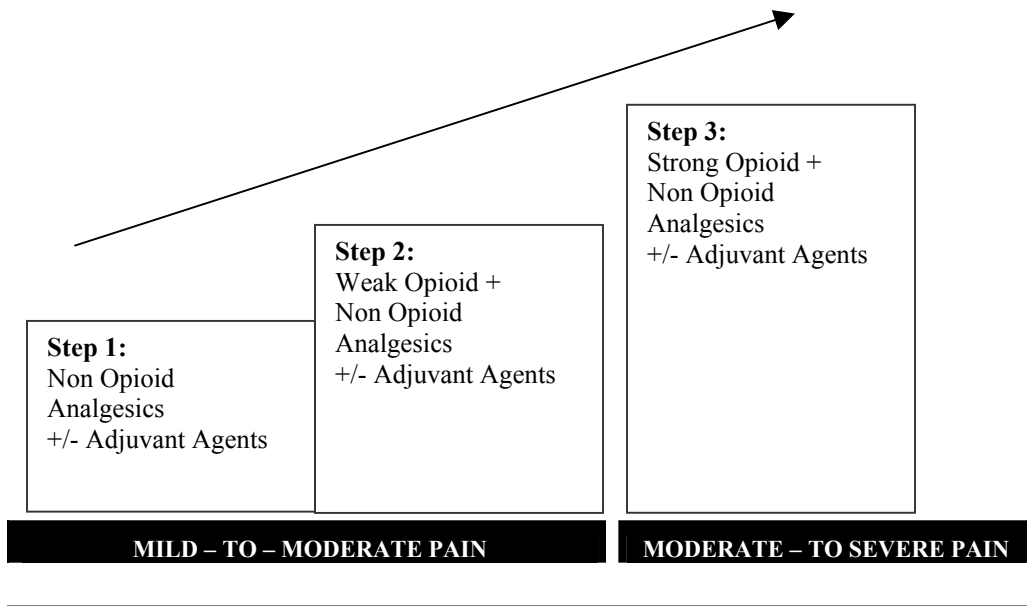 Step 1:
Non Opioid
Analgesics
+/- Adjuvant Agents
Step 2:
Weak Opioid +
Non Opioid
Analgesics
+/- Adjuvant Agents
Step 3:
Strong Opioid +
Non Opioid
Analgesics
+/- Adjuvant Agents
MILD – TO – MODERATE PAIN
MODERATE – TO SEVERE PAIN